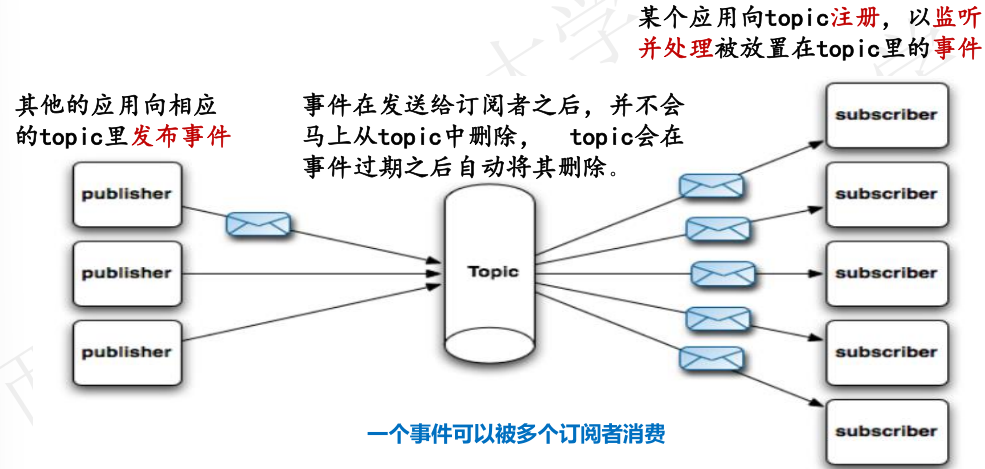 某个应用向topic注册，以监听
并处理被放置在topic里的事件
其他的应用向相应
的topic里发布事件
事件在发送给订阅者之后，并不会
马上从topic中删除， topic会在
事件过期之后自动将其删除。
publisher
publisher
publisher
Topic
subscriber
subscriber
subscriber
subscriber
subscriber
一个事件可以被多个订阅者消费
大学